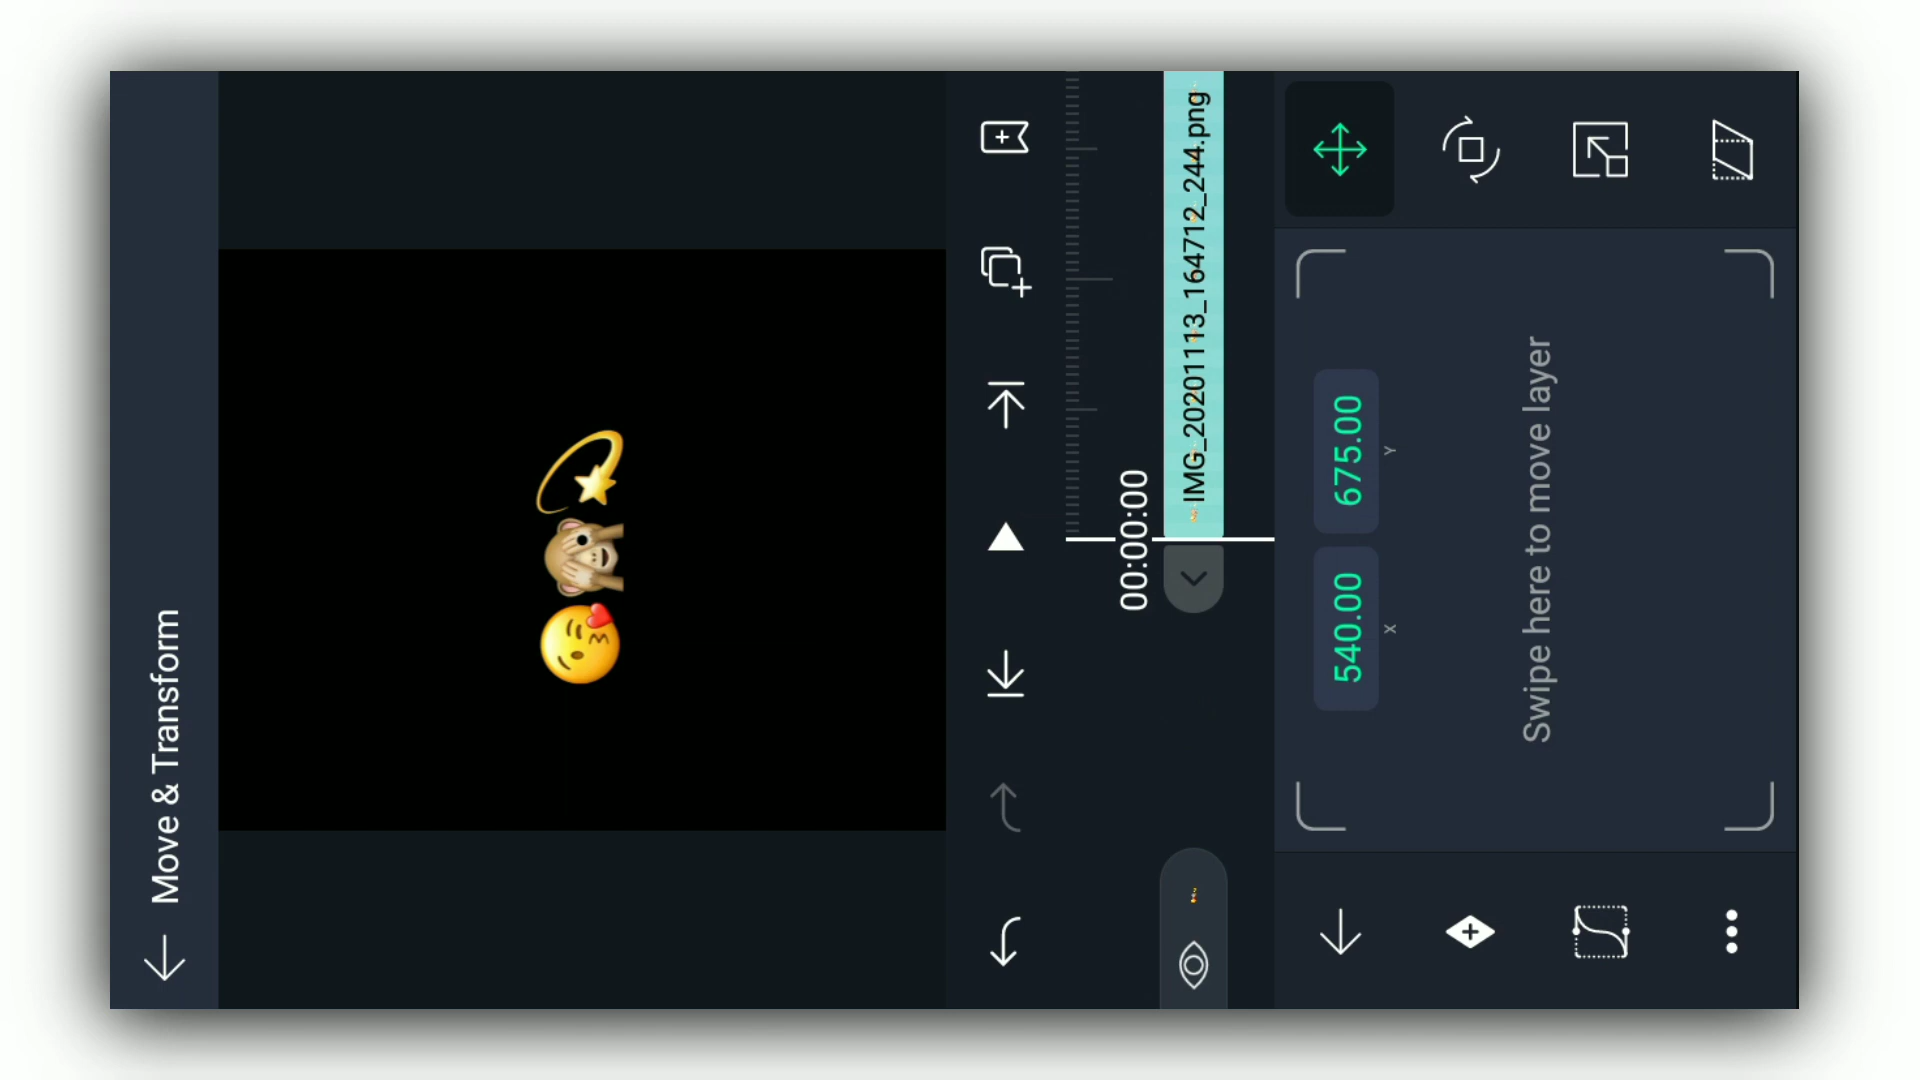 Move & Transform
00:00:00
IMG_20201113_164712_244.png
540.00 675.00
X Y
Swipe here to move layer